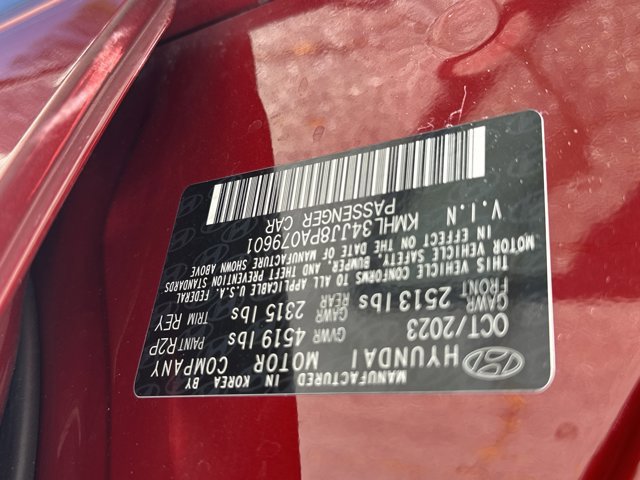 MANUFACTURED IN KOREA BY
HYUNDAI MOTOR COMPANY
OCT/2023 GVWR 4519 lbs PAINT R2P
GAWR FRONT 2513 lbs GAWR REAR 2315 lbs TRIM REY
THIS VEHICLE CONFORMS TO ALL APPLICABLE U.S.A. FEDERAL
MOTOR VEHICLE SAFETY, BUMPER, AND THEFT PREVENTION STANDARDS
IN EFFECT ON THE DATE OF MANUFACTURE SHOWN ABOVE
V.I.N KMHL34JJ8PA079601
PASSENGER CAR